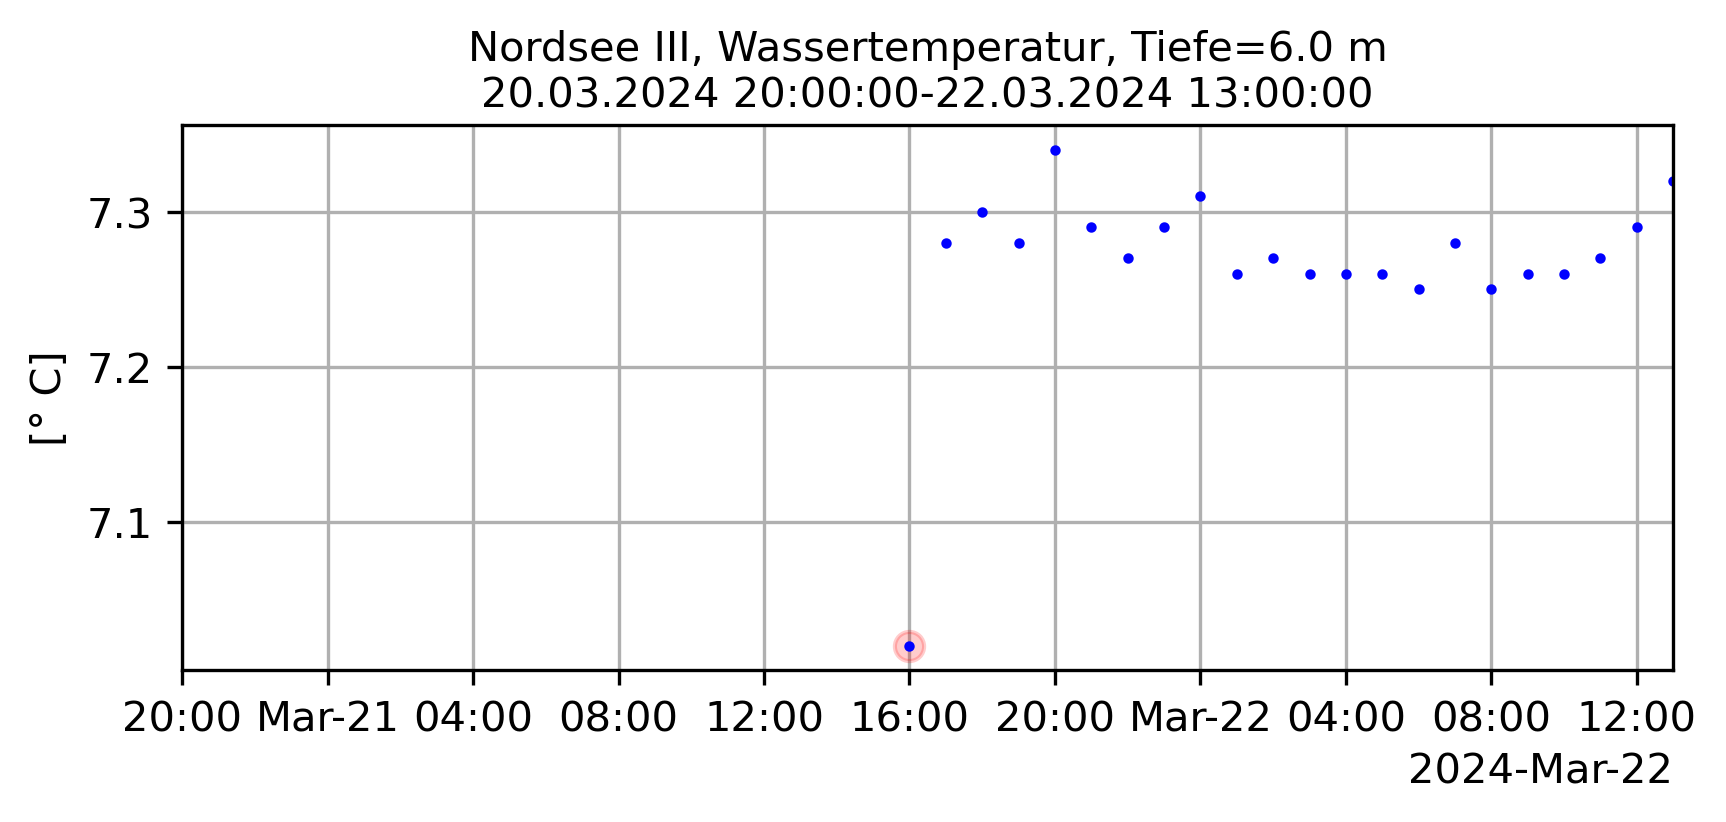 Nordsee III, Wassertemperatur, Tiefe=6.0 m
20.03.2024 20:00:00-22.03.2024 13:00:00
7.3
7.2
7.1
[° C]
20:00 Mar-21 04:00 08:00 12:00 16:00 20:00 Mar-22 04:00 08:00 12:00
2024-Mar-22